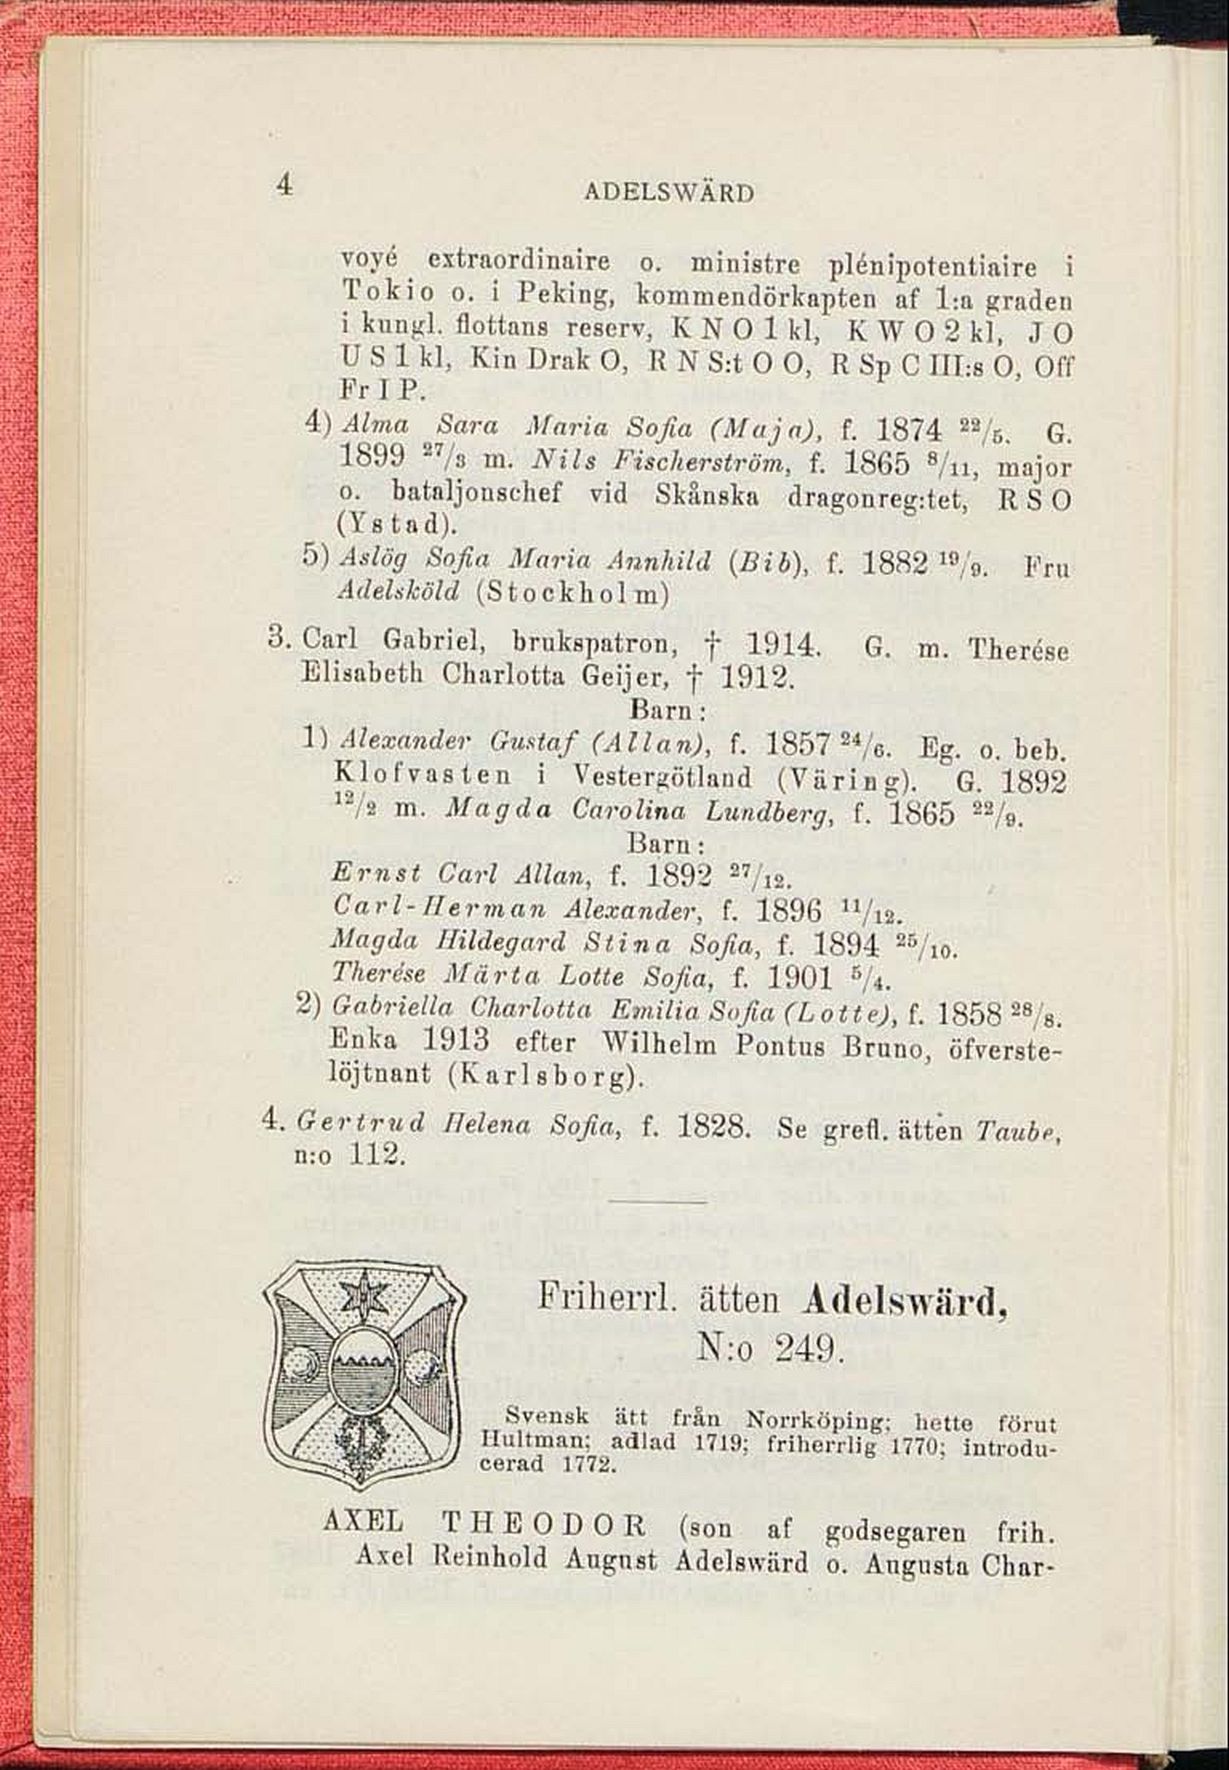 4
ADELSWÄRD
voyé extraordinaire o. ministre plénipotentiaire i
Tokio o. i Peking, kommendörkapten af 1:a graden
i kungl. flottans reserv, K N O 1 kl, K W O 2 kl, J O
U S 1 kl, Kin Drak O, R N S:t O O, R Sp C III:s O, Off
Fr I P.
4) Alma Sara Maria Sofia (Maja), f. 1874 ²²/₅. G.
1899 ²⁷/₃ m. Nils Fischerström, f. 1865 ⁸/₁₁, major
o. bataljonschef vid Skånska dragonreg:tet, R S O
(Ystad).
5) Aslög Sofia Maria Annhild (Bib), f. 1882 ¹⁹/₉. Fru
Adelsköld (Stockholm)
3. Carl Gabriel, brukspatron, † 1914. G. m. Therése
Elisabeth Charlotta Geijer, † 1912.
Barn:
1) Alexander Gustaf (Allan), f. 1857 ²⁴/₆. Eg. o. beb.
Klofvasten i Vestergötland (Väring). G. 1892
¹²/₂ m. Magda Carolina Lundberg, f. 1865 ²²/₉.
Barn:
Ernst Carl Allan, f. 1892 ²⁷/₁₂.
Carl-Herman Alexander, f. 1896 ¹¹/₁₂.
Magda Hildegard Stina Sofia, f. 1894 ²⁵/₁₀.
Therése Märta Lotte Sofia, f. 1901 ⁵/₄.
2) Gabriella Charlotta Emilia Sofia (Lotte), f. 1858 ²⁸/₈.
Enka 1913 efter Wilhelm Pontus Bruno, öfverste-
löjtnant (Karlsborg).
4. Gertrud Helena Sofia, f. 1828. Se grefl. ätten Taube,
n:o 112.
Friherrl. ätten Adelswärd,
N:o 249.
Svensk ätt från Norrköping; hette förut
Hultman; adlad 1719; friherrlig 1770; introdu-
cerad 1772.
AXEL THEODOR (son af godsegaren frih.
Axel Reinhold August Adelswärd o. Augusta Char-